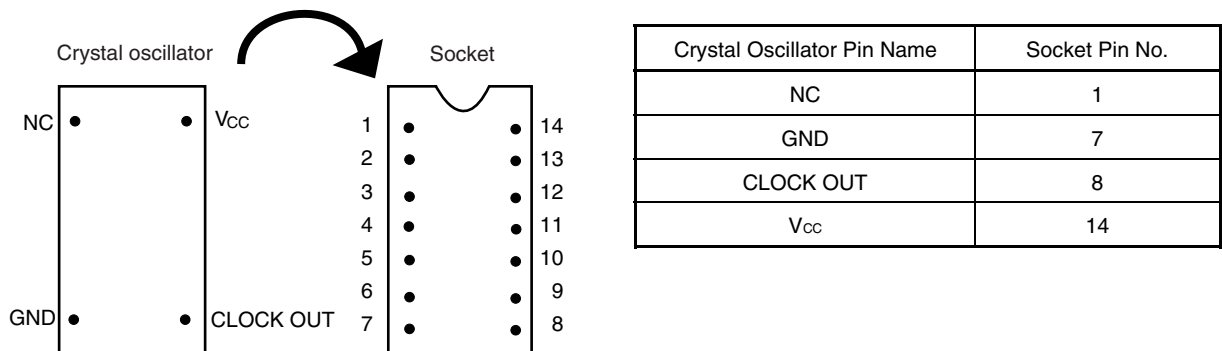 Crystal oscillator
NC
VCC
GND
CLOCK OUT
Socket
1 14
2 13
3 12
4 11
5 10
6 9
7 8
Crystal Oscillator Pin Name Socket Pin No.
NC 1
GND 7
CLOCK OUT 8
VCC 14